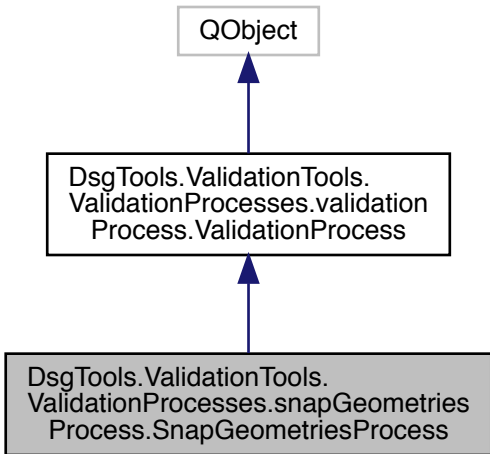 QObject
DsgTools.ValidationTools.
ValidationProcesses.validation
Process.ValidationProcess
DsgTools.ValidationTools.
ValidationProcesses.snapGeometries
Process.SnapGeometriesProcess